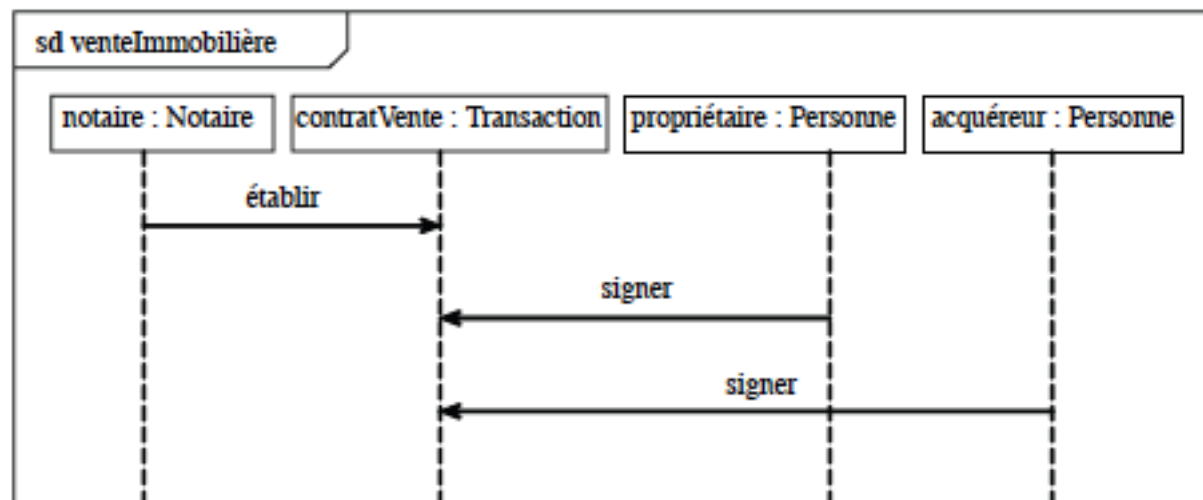 sd venteImmobilière
notaire : Notaire
contratVente : Transaction
propriétaire : Personne
acquéreur : Personne
établir
signer
signer